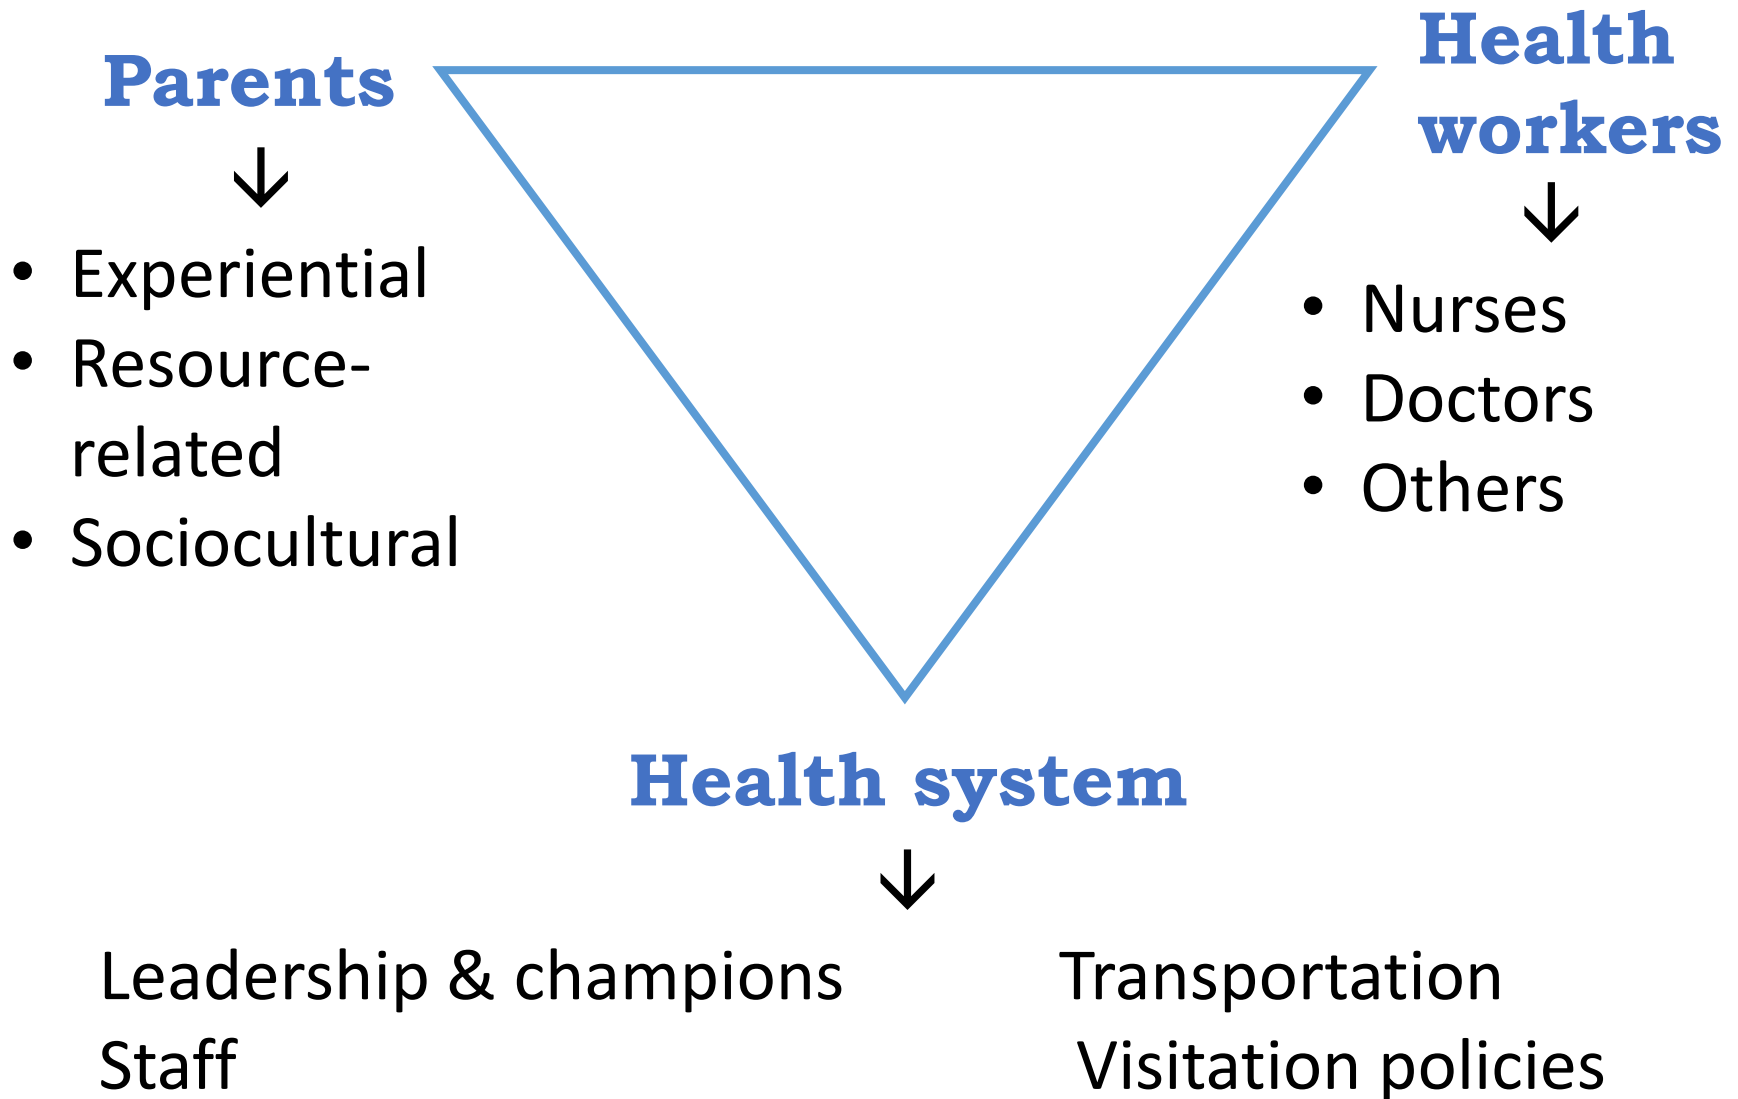 Parents
↓
• Experiential
• Resource-
related
• Sociocultural
Health
workers
↓
• Nurses
• Doctors
• Others
Health system
↓
Leadership & champions
Staff
Transportation
Visitation policies